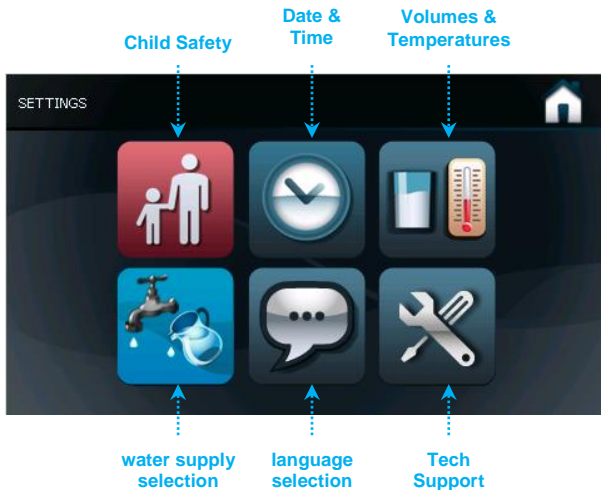 Child Safety
Date &
Time
Volumes &
Temperatures
SETTINGS
water supply
selection
language
selection
Tech
Support